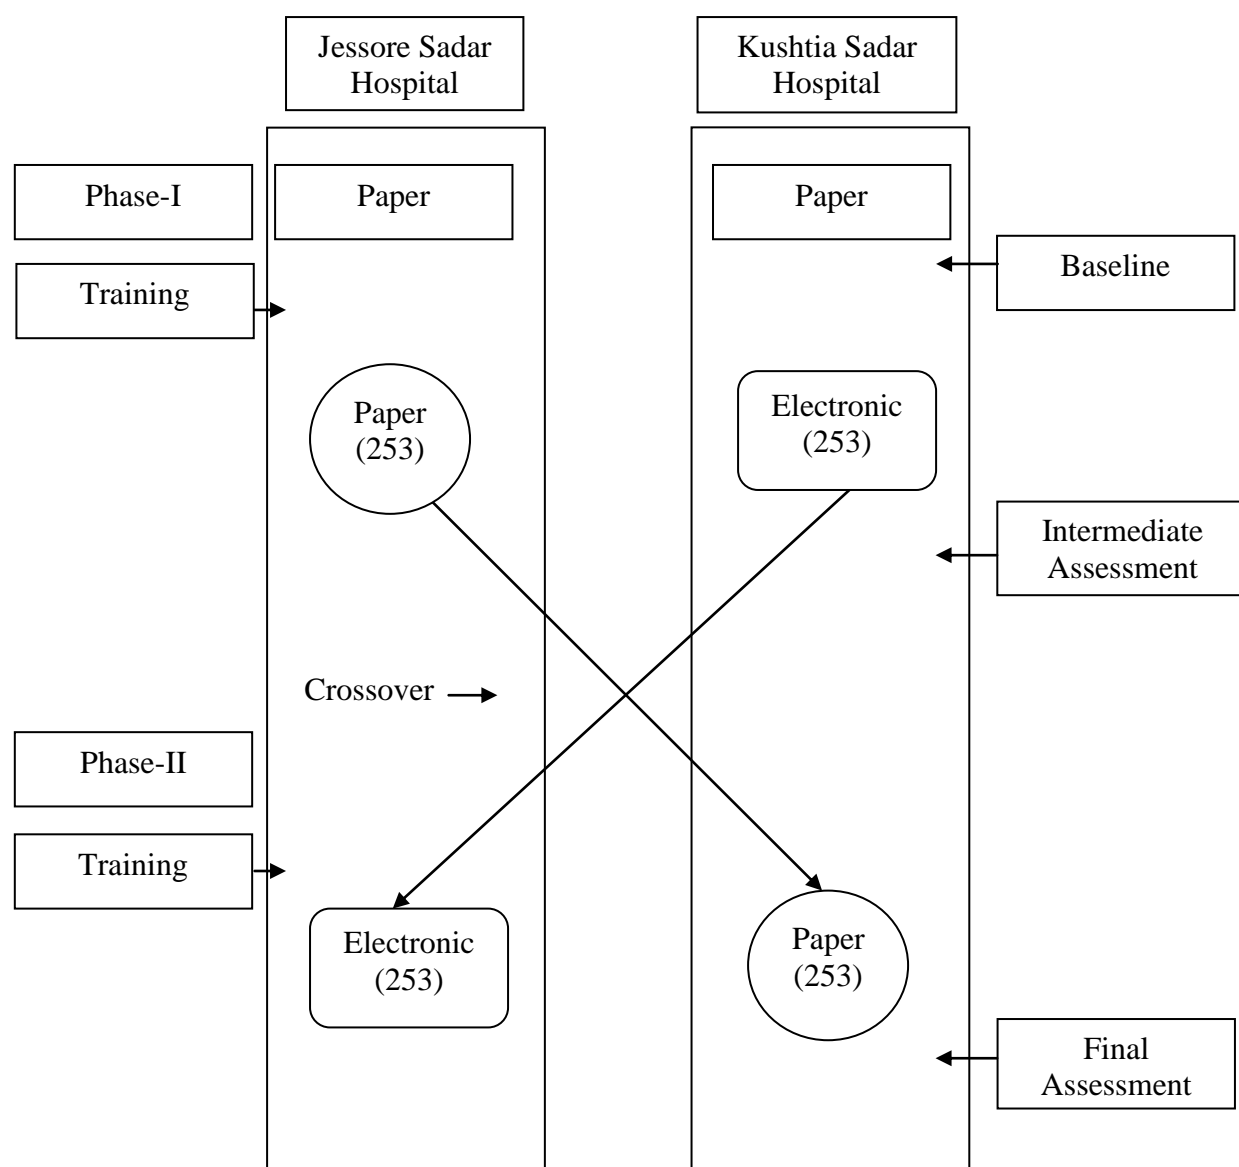 Jessore Sadar
Hospital
Kushtia Sadar
Hospital
Phase-I
Paper
Paper
Baseline
Training
Paper
(253)
Electronic
(253)
Intermediate
Assessment
Crossover
Phase-II
Training
Electronic
(253)
Paper
(253)
Final
Assessment